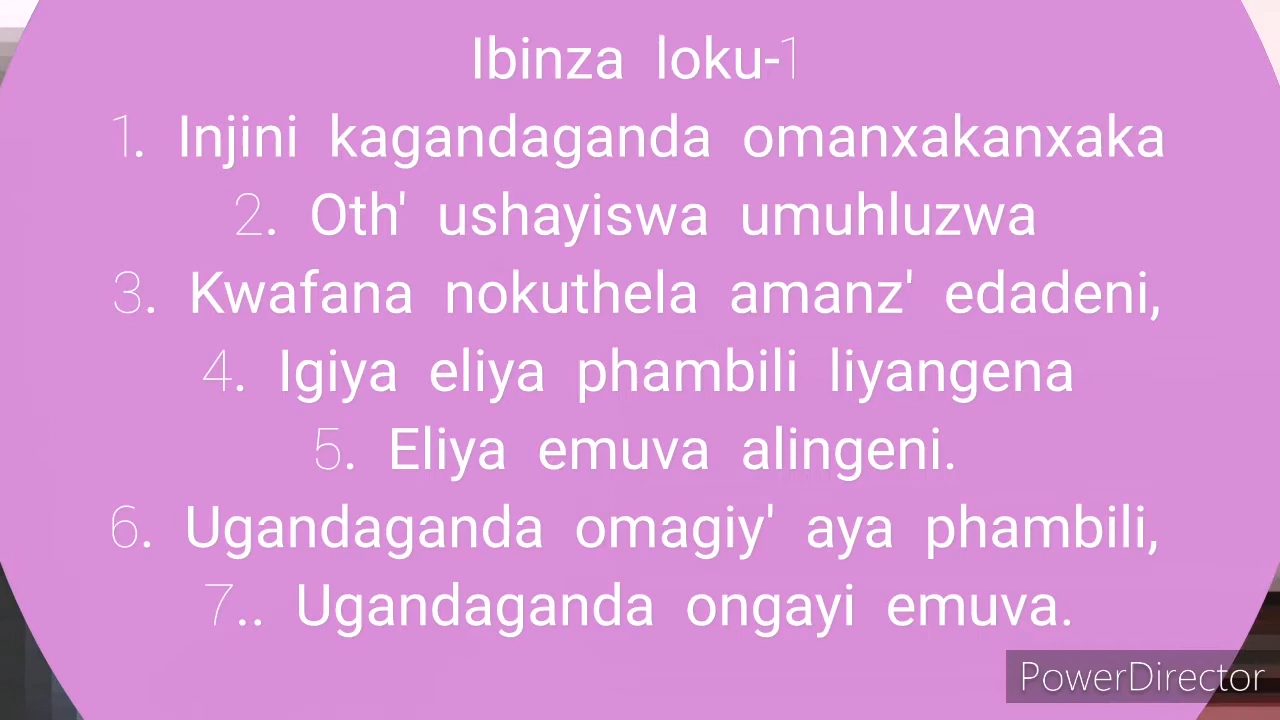 Ibinza loku-1
1. Injini kagandaganda omanxakanxaka
2. Oth' ushayiswa umuhluzwa
3. Kwafana nokuthela amanz' edadeni,
4. Igiya eliya phambili liyangena
5. Eliya emuva alingeni.
6. Ugandaganda omagiy' aya phambili,
7.. Ugandaganda ongayi emuva.
PowerDirector